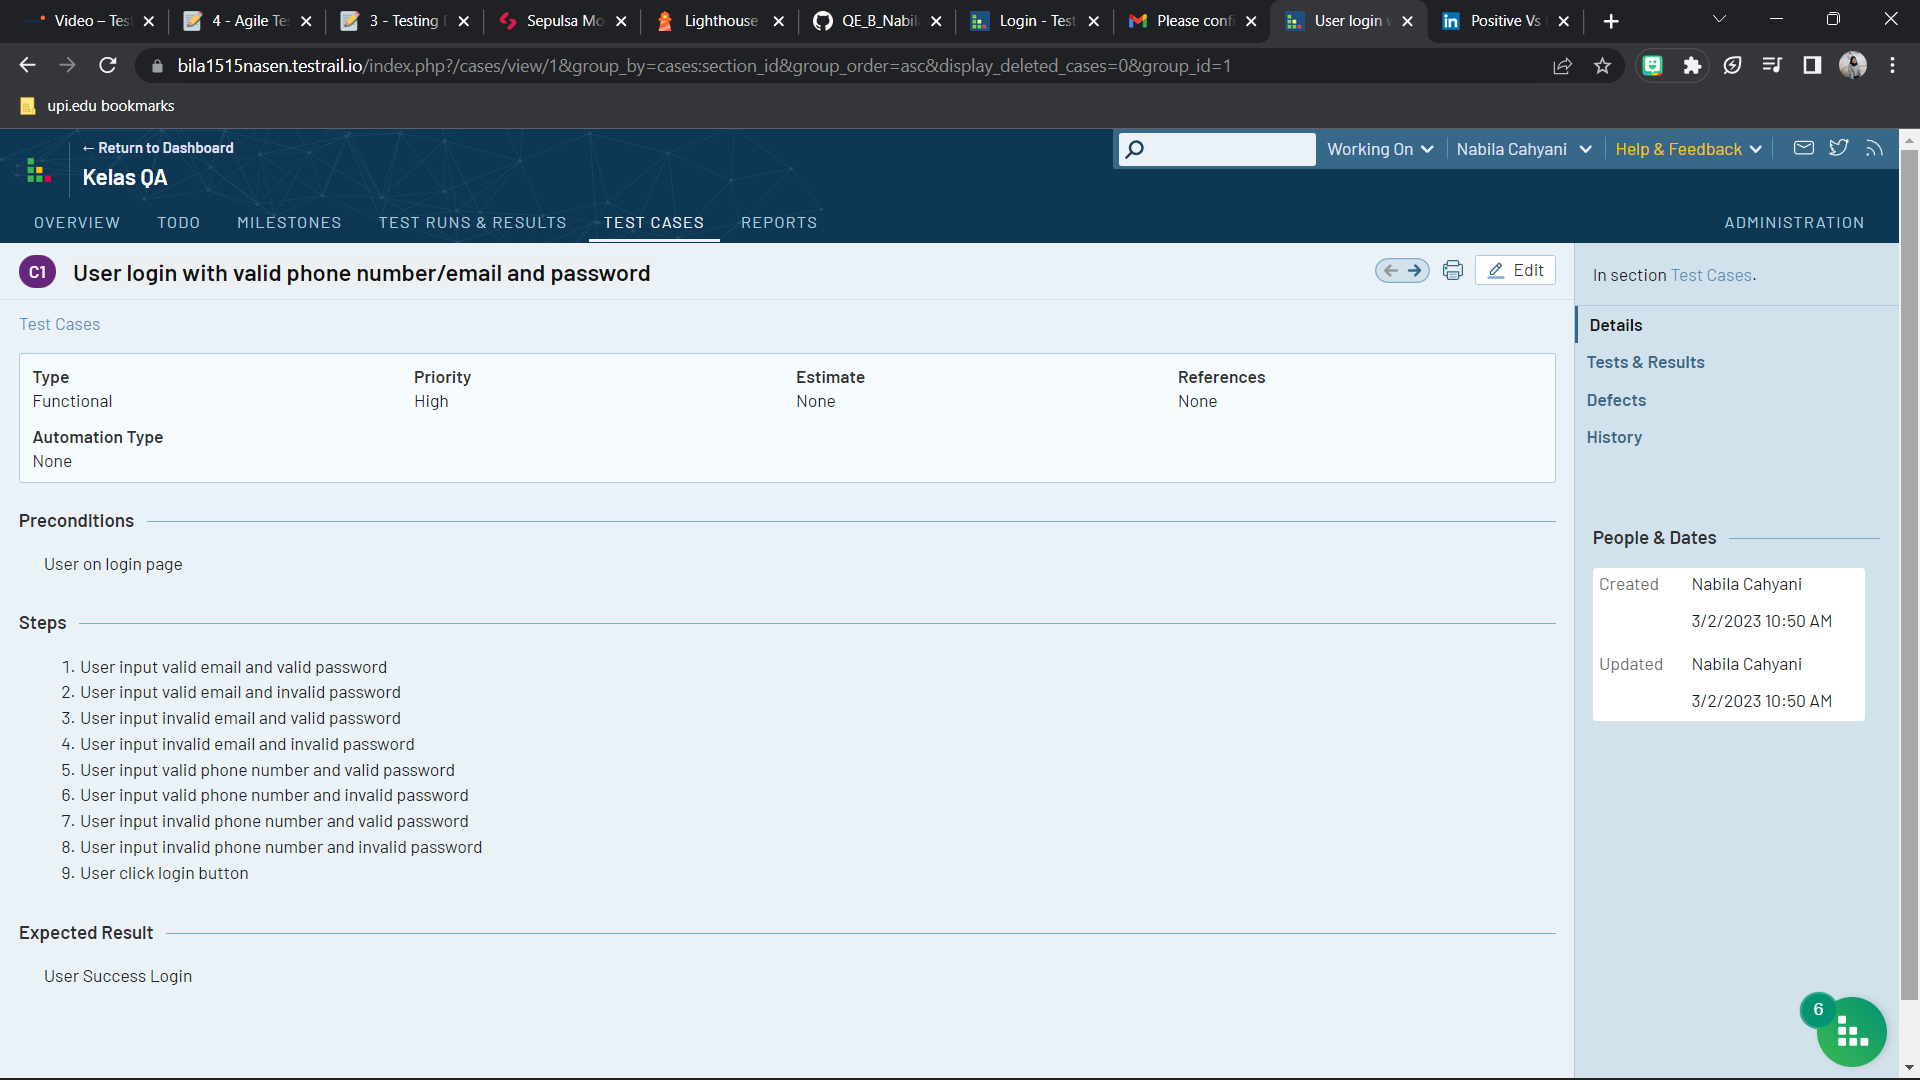 Video – Tes
4 - Agile Te
3 - Testing
Sepulsa Mo
Lighthouse
QE_B_Nabila
Login - Test
Please confi
User login
Positive Vs
bila1515nasen.testrail.io/index.php?/cases/view/1&group_by=cases:section_id&group_order=asc&display_deleted_cases=0&group_id=1
upi.edu bookmarks
← Return to Dashboard
Kelas QA
Working On
Nabila Cahyani
Help & Feedback
OVERVIEW
TODO
MILESTONES
TEST RUNS & RESULTS
TEST CASES
REPORTS
ADMINISTRATION
C1
User login with valid phone number/email and password
Edit
In section Test Cases.
Test Cases
Type
Functional
Priority
High
Estimate
None
References
None
Automation Type
None
Details
Tests & Results
Defects
History
Preconditions
User on login page
Steps
1. User input valid email and valid password
2. User input valid email and invalid password
3. User input invalid email and valid password
4. User input invalid email and invalid password
5. User input valid phone number and valid password
6. User input valid phone number and invalid password
7. User input invalid phone number and valid password
8. User input invalid phone number and invalid password
9. User click login button
Expected Result
User Success Login
People & Dates
Created Nabila Cahyani
3/2/2023 10:50 AM
Updated Nabila Cahyani
3/2/2023 10:50 AM
6